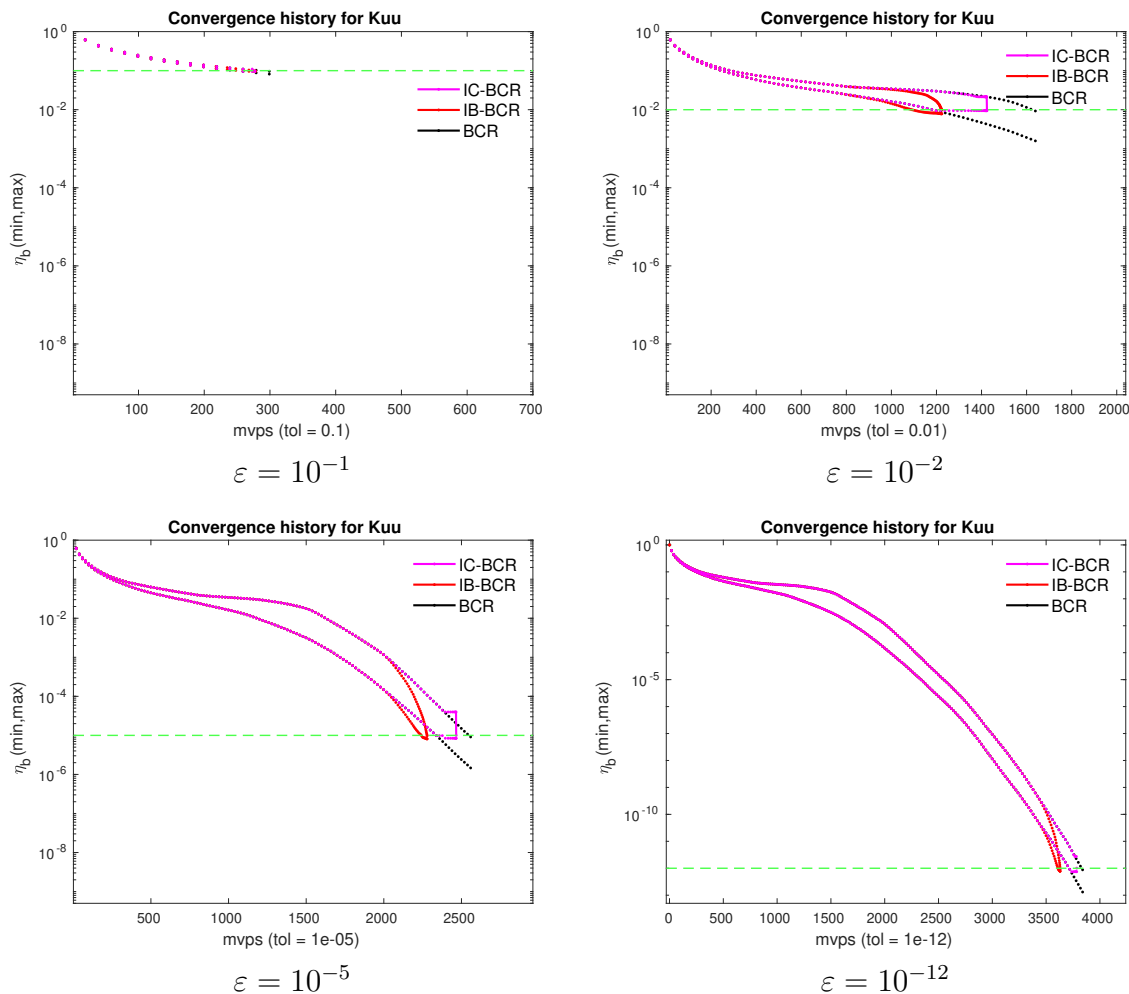 Convergence history for Kuu
10^0
10^-2
10^-4
10^-6
10^-8
η_b(min,max)
IC-BCR
IB-BCR
BCR
100 200 300 400 500 600 700
mvps (tol = 0.1)
ε = 10^-1
Convergence history for Kuu
10^0
10^-2
10^-4
10^-6
10^-8
η_b(min,max)
IC-BCR
IB-BCR
BCR
200 400 600 800 1000 1200 1400 1600 1800 2000
mvps (tol = 0.01)
ε = 10^-2
Convergence history for Kuu
10^0
10^-2
10^-4
10^-6
10^-8
η_b(min,max)
IC-BCR
IB-BCR
BCR
500 1000 1500 2000 2500
mvps (tol = 1e-05)
ε = 10^-5
Convergence history for Kuu
10^0
10^-5
10^-10
η_b(min,max)
IC-BCR
IB-BCR
BCR
0 500 1000 1500 2000 2500 3000 3500 4000
mvps (tol = 1e-12)
ε = 10^-12